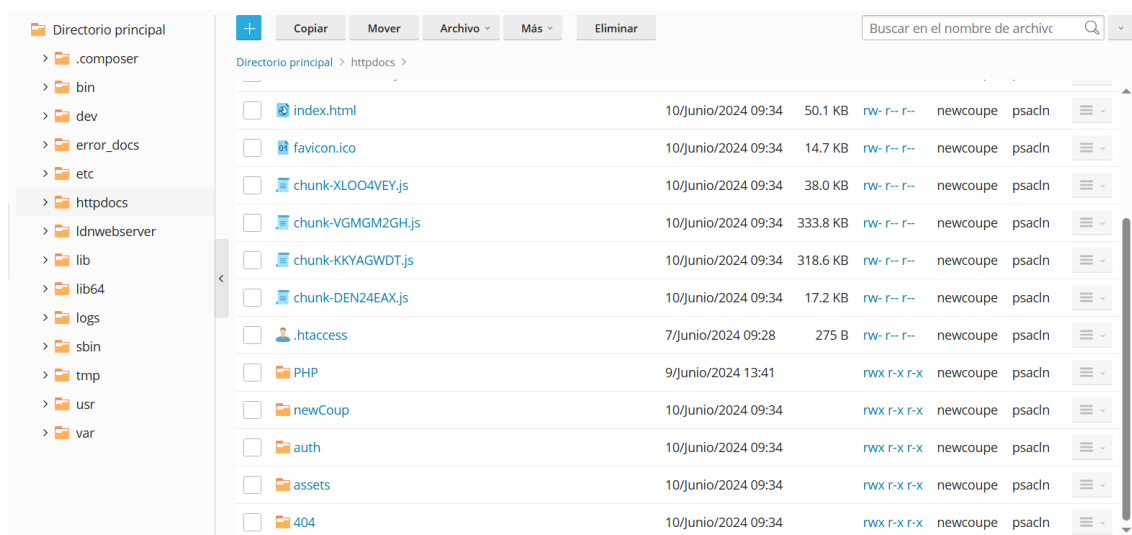 Directorio principal
.composer
bin
dev
error_docs
etc
httpdocs
ldnwebserver
lib
lib64
logs
sbin
tmp
usr
var
+ Copiar Mover Archivo Más Eliminar
Buscar en el nombre de archivc
Directorio principal > httpdocs >
index.html 10/Junio/2024 09:34 50.1 KB rw- r-- r-- newcoupe psacln
favicon.ico 10/Junio/2024 09:34 14.7 KB rw- r-- r-- newcoupe psacln
chunk-XLOO4VEY.js 10/Junio/2024 09:34 38.0 KB rw- r-- r-- newcoupe psacln
chunk-VGMGM2GH.js 10/Junio/2024 09:34 333.8 KB rw- r-- r-- newcoupe psacln
chunk-KKYAGWDT.js 10/Junio/2024 09:34 318.6 KB rw- r-- r-- newcoupe psacln
chunk-DEN24EAX.js 10/Junio/2024 09:34 17.2 KB rw- r-- r-- newcoupe psacln
.htaccess 7/Junio/2024 09:28 275 B rw- r-- r-- newcoupe psacln
PHP 9/Junio/2024 13:41 rwx r-x r-x newcoupe psacln
newCoup 10/Junio/2024 09:34 rwx r-x r-x newcoupe psacln
auth 10/Junio/2024 09:34 rwx r-x r-x newcoupe psacln
assets 10/Junio/2024 09:34 rwx r-x r-x newcoupe psacln
404 10/Junio/2024 09:34 rwx r-x r-x newcoupe psacln